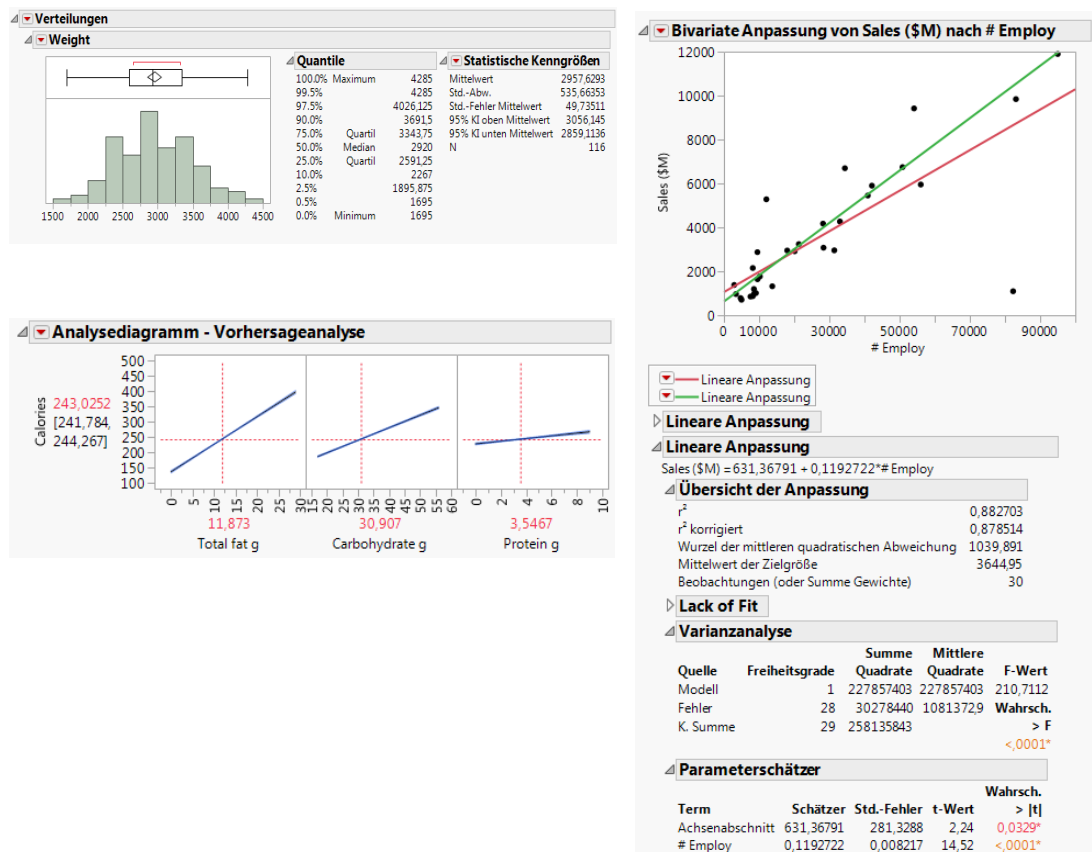 Verteilungen
Weight
1500 2000 2500 3000 3500 4000 4500
Quantile
100.0% Maximum 4285
99.5% 4285
97.5% 4026,125
90.0% 3691,5
75.0% Quartil 3343,75
50.0% Median 2920
25.0% Quartil 2591,25
10.0% 2267
2.5% 1895,875
0.5% 1695
0.0% Minimum 1695
Statistische Kenngrößen
Mittelwert 2957,6293
Std.-Abw. 535,66353
Std.-Fehler Mittelwert 49,73511
95% KI oben Mittelwert 3056,145
95% KI unten Mittelwert 2859,1136
N 116
Analysediagramm - Vorhersageanalyse
Calories
243,0252
[241,784,
244,267]
500
450
400
350
300
250
200
150
100
0 5 10 15 20 25 30
15 20 25 30 35 40 45 50 55 60
0 2 4 6 8 10
11,873 30,907 3,5467
Total fat g Carbohydrate g Protein g
Bivariate Anpassung von Sales ($M) nach # Employ
Sales ($M)
12000
10000
8000
6000
4000
2000
0
0 10000 30000 50000 70000 90000
# Employ
Lineare Anpassung
Lineare Anpassung
Lineare Anpassung
Lineare Anpassung
Sales ($M) = 631,36791 + 0,1192722*# Employ
Übersicht der Anpassung
r² 0,882703
r² korrigiert 0,878514
Wurzel der mittleren quadratischen Abweichung 1039,891
Mittelwert der Zielgröße 3644,95
Beobachtungen (oder Summe Gewichte) 30
Lack of Fit
Varianzanalyse
Summe Mittlere
Quelle Freiheitsgrade Quadrate Quadrate F-Wert
Modell 1 227857403 227857403 210,7112
Fehler 28 30278440 1081372,9 Wahrsch.
K. Summe 29 258135843 > F
<,0001*
Parameterschätzer
Wahrsch.
Term Schätzer Std.-Fehler t-Wert > |t|
Achsenabschnitt 631,36791 281,3288 2,24 0,0329*
# Employ 0,1192722 0,008217 14,52 <,0001*